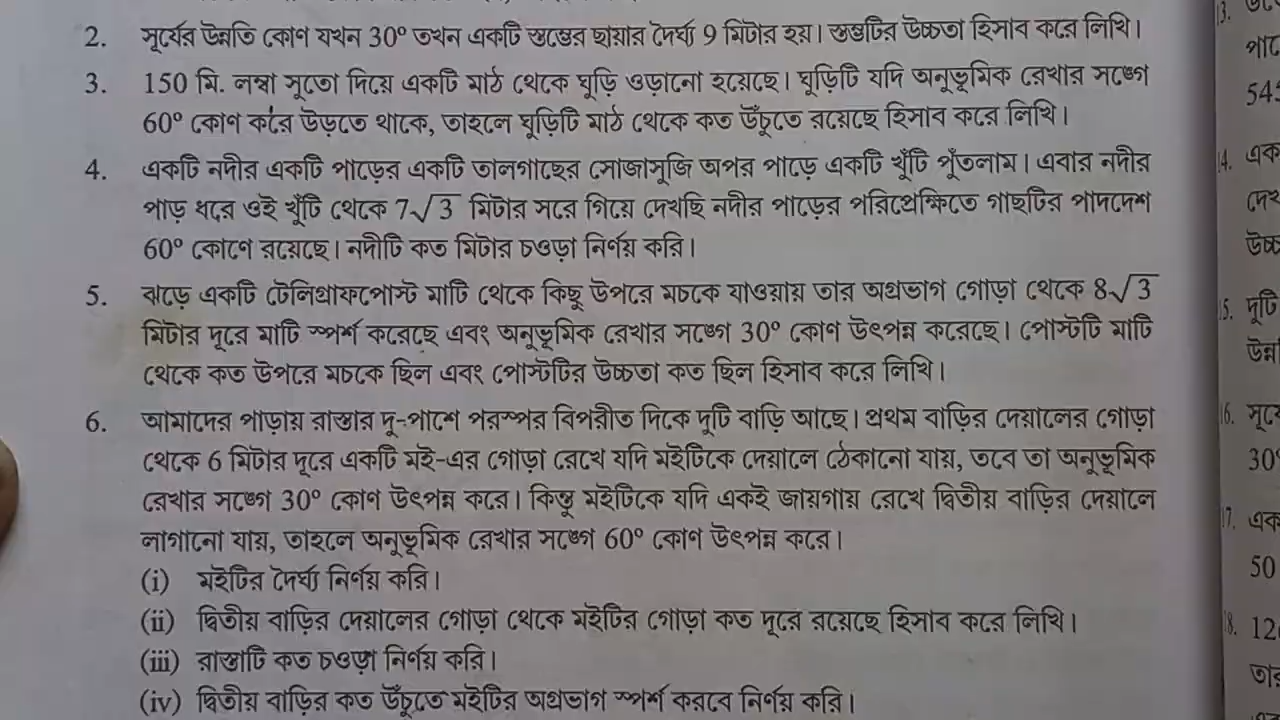 2. সূর্যের উন্নতি কোণ যখন 30° তখন একটি স্তম্ভের ছায়ার দৈর্ঘ্য 9 মিটার হয়। স্তম্ভটির উচ্চতা হিসাব করে লিখি।
3. 150 মি. লম্বা সুতো দিয়ে একটি মাঠ থেকে ঘুড়ি ওড়ানো হয়েছে। ঘুড়িটি যদি অনুভূমিক রেখার সঙ্গে
60° কোণ করে উড়তে থাকে, তাহলে ঘুড়িটি মাঠ থেকে কত উঁচুতে রয়েছে হিসাব করে লিখি।
4. একটি নদীর একটি পাড়ের একটি তালগাছের সোজাসুজি অপর পাড়ে একটি খুঁটি পুঁতলাম। এবার নদীর
পাড় ধরে ওই খুঁটি থেকে 7√3 মিটার সরে গিয়ে দেখছি নদীর পাড়ের পরিপ্রেক্ষিতে গাছটির পাদদেশ
60° কোণে রয়েছে। নদীটি কত মিটার চওড়া নির্ণয় করি।
5. ঝড়ে একটি টেলিগ্রাফপোস্ট মাটি থেকে কিছু উপরে মচকে যাওয়ায় তার অগ্রভাগ গোড়া থেকে 8√3
মিটার দূরে মাটি স্পর্শ করেছে এবং অনুভূমিক রেখার সঙ্গে 30° কোণ উৎপন্ন করেছে। পোস্টটি মাটি
থেকে কত উপরে মচকে ছিল এবং পোস্টটির উচ্চতা কত ছিল হিসাব করে লিখি।
6. আমাদের পাড়ায় রাস্তার দু-পাশে পরস্পর বিপরীত দিকে দুটি বাড়ি আছে। প্রথম বাড়ির দেয়ালের গোড়া
থেকে 6 মিটার দূরে একটি মই-এর গোড়া রেখে যদি মইটিকে দেয়ালে ঠেকানো যায়, তবে তা অনুভূমিক
রেখার সঙ্গে 30° কোণ উৎপন্ন করে। কিন্তু মইটিকে যদি একই জায়গায় রেখে দ্বিতীয় বাড়ির দেয়ালে
লাগানো যায়, তাহলে অনুভূমিক রেখার সঙ্গে 60° কোণ উৎপন্ন করে।
(i) মইটির দৈর্ঘ্য নির্ণয় করি।
(ii) দ্বিতীয় বাড়ির দেয়ালের গোড়া থেকে মইটির গোড়া কত দূরে রয়েছে হিসাব করে লিখি।
(iii) রাস্তাটি কত চওড়া নির্ণয় করি।
(iv) দ্বিতীয় বাড়ির কত উঁচুতে মইটির অগ্রভাগ স্পর্শ করবে নির্ণয় করি।